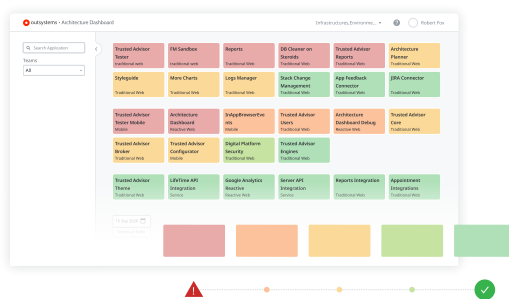 outsystems • Architecture Dashboard
Infrastructures, Environme...
Robert Fox
Search Application
Teams
All
Trusted Advisor Tester
Traditional web
FM Sandbox
Traditional web
Reports
Traditional Web
DB Cleaner on Steroids
Traditional Web
Trusted Advisor Reports
Traditional Web
Architecture Planner
Traditional Web
Styleguide
Traditional Web
More Charts
Traditional Web
Logs Manager
Traditional Web
Stack Change Management
Traditional Web
App Feedback Connector
Traditional Web
JIRA Connector
Traditional Web
Trusted Advisor Tester Mobile
Mobile
Architecture Dashboard
Reactive Web
InAppBrowserEvents
Mobile
Trusted Advisor Users
Traditional Web
Architecture Dashboard Debug
Reactive Web
Trusted Advisor Core
Traditional Web
Trusted Advisor Broker
Traditional Web
Trusted Advisor Configurator
Mobile
Digital Platform Security
Traditional Web
Trusted Advisor Engines
Traditional Web
Trusted Advisor Theme
Traditional Web
LifeTime API Integration
Service
Google Analytics Reactive
Reactive Web
Server API Integration
Service
Reports Integration
Traditional Web
Appointment Integrations
Traditional Web